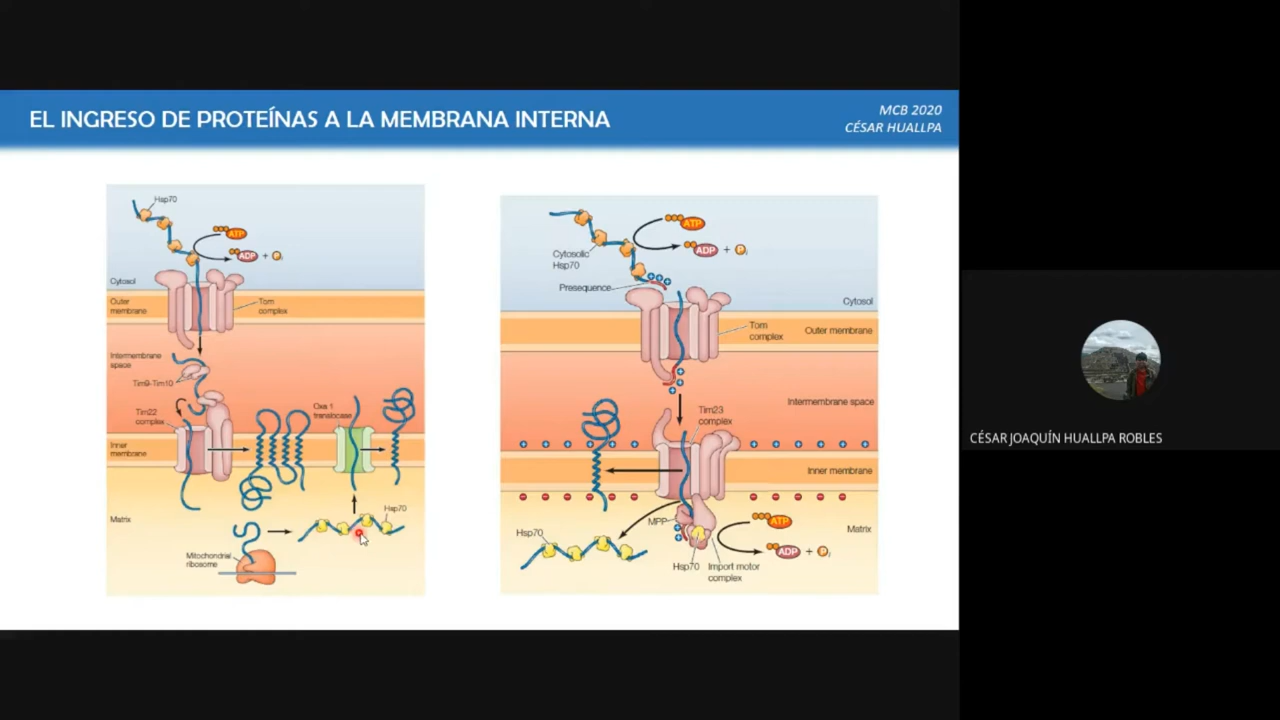 EL INGRESO DE PROTEÍNAS A LA MEMBRANA INTERNA
MCB 2020
CÉSAR HUALLPA
Hsp70
ATP
ADP + Pi
Cytosol
Outer
membrane
Tom
complex
Intermembrane
space
Tim9-Tim10
Tim22
complex
Oxa 1
translocase
Inner
membrane
Hsp70
Matrix
Mitochondrial
ribosome
ATP
ADP + Pi
Cytosolic
Hsp70
Presequence
Cytosol
Tom
complex
Outer membrane
Intermembrane space
Tim23
complex
Inner membrane
MPP
ATP
Matrix
Hsp70
ADP + Pi
Hsp70
Import motor
complex
CÉSAR JOAQUÍN HUALLPA ROBLES